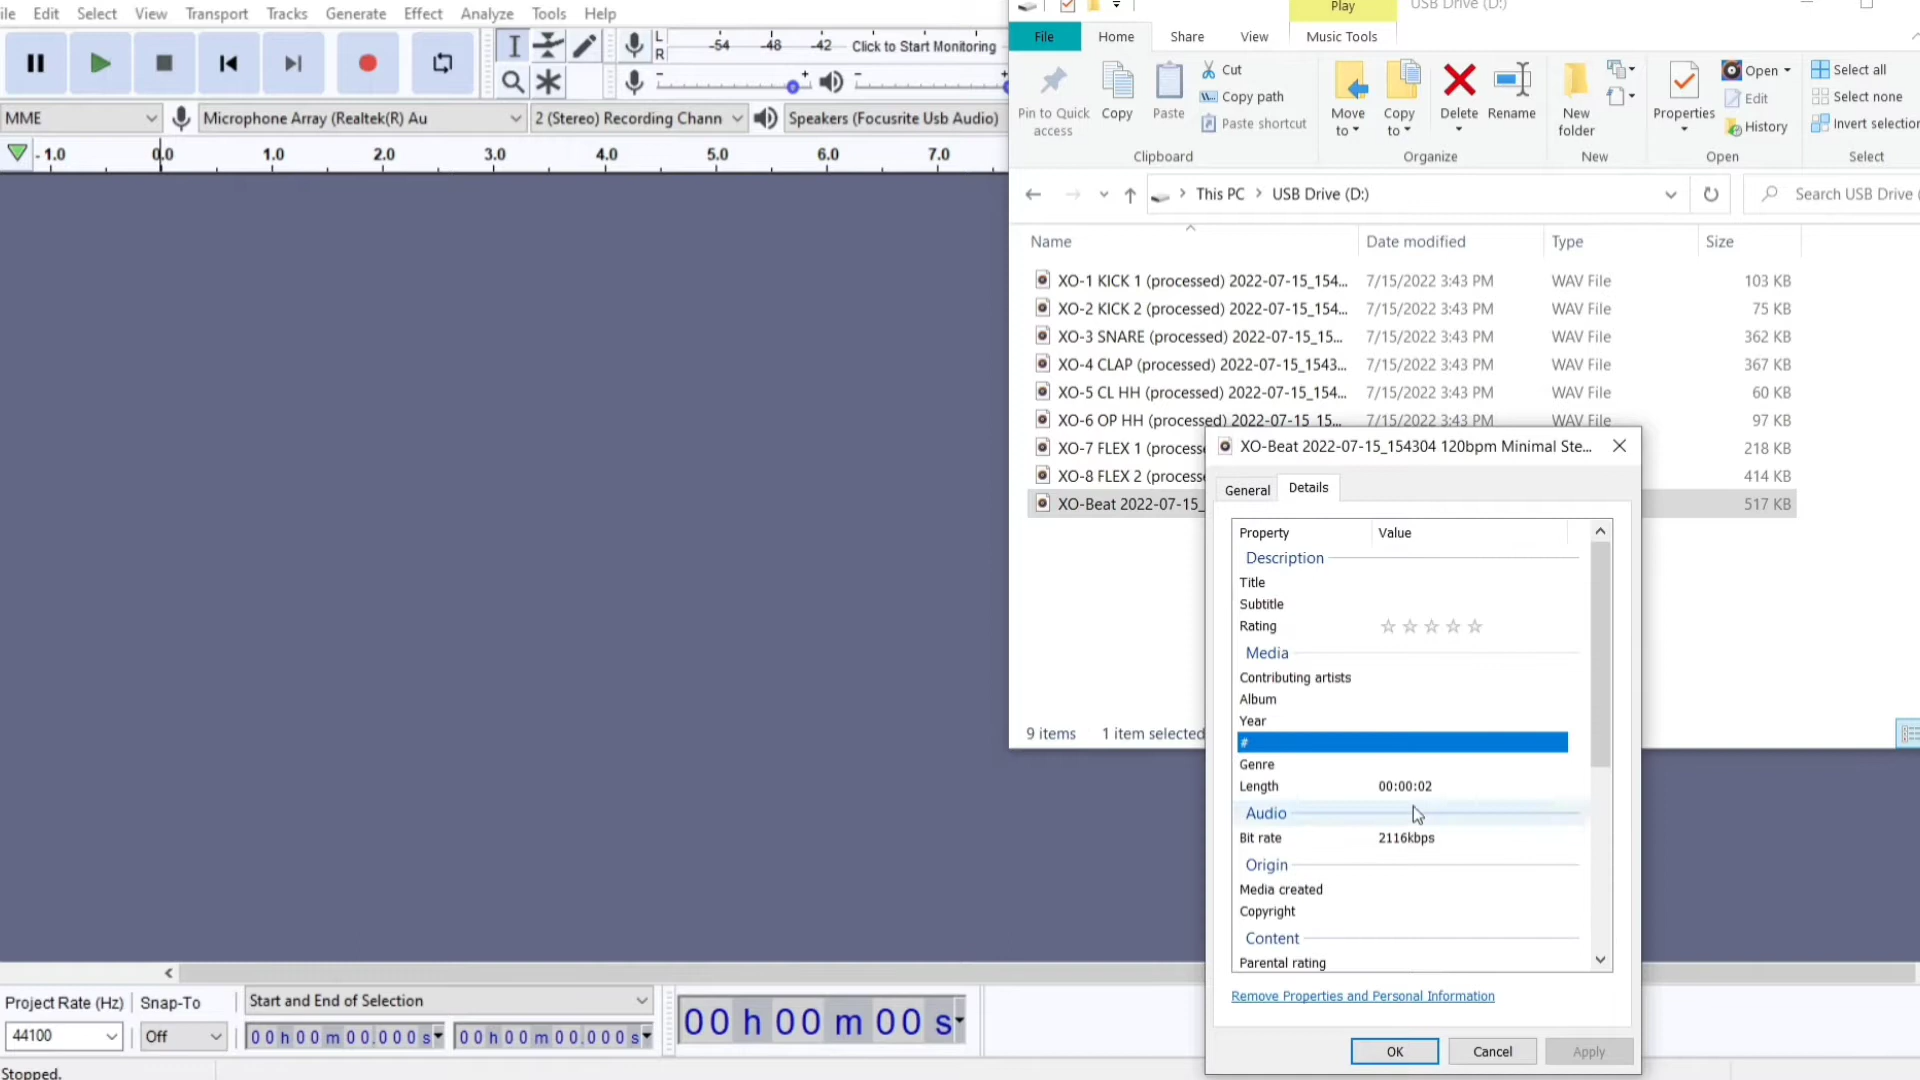 ile Edit Select View Transport Tracks Generate Effect Analyze Tools Help
L
R
-54 -48 -42 Click to Start Monitoring
- +
- +
MME
Microphone Array (Realtek(R) Au
2 (Stereo) Recording Chann
Speakers (Focusrite Usb Audio)
- 1.0 0.0 1.0 2.0 3.0 4.0 5.0 6.0 7.0
Play
USB Drive (D:)
File Home Share View Music Tools
Pin to Quick access
Copy
Paste
Cut
Copy path
Paste shortcut
Clipboard
Move to
Copy to
Delete
Rename
Organize
New folder
New
Properties
Open
Edit
History
Open
Select all
Select none
Invert selection
Select
This PC > USB Drive (D:)
Search USB Drive (
Name Date modified Type Size
XO-1 KICK 1 (processed) 2022-07-15_154... 7/15/2022 3:43 PM WAV File 103 KB
XO-2 KICK 2 (processed) 2022-07-15_154... 7/15/2022 3:43 PM WAV File 75 KB
XO-3 SNARE (processed) 2022-07-15_15... 7/15/2022 3:43 PM WAV File 362 KB
XO-4 CLAP (processed) 2022-07-15_1543... 7/15/2022 3:43 PM WAV File 367 KB
XO-5 CL HH (processed) 2022-07-15_154... 7/15/2022 3:43 PM WAV File 60 KB
XO-6 OP HH (processed) 2022-07-15_15... 7/15/2022 3:43 PM WAV File 97 KB
XO-7 FLEX 1 (processe 218 KB
XO-8 FLEX 2 (processe 414 KB
XO-Beat 2022-07-15_ 517 KB
9 items 1 item selected
XO-Beat 2022-07-15_154304 120bpm Minimal Ste...
General Details
Property Value
Description
Title
Subtitle
Rating
Media
Contributing artists
Album
Year
#
Genre
Length 00:00:02
Audio
Bit rate 2116kbps
Origin
Media created
Copyright
Content
Parental rating
Remove Properties and Personal Information
OK Cancel Apply
Project Rate (Hz) Snap-To Start and End of Selection
44100 Off 00 h 00 m 00.000 s 00 h 00 m 00.000 s
00 h 00 m 00 s
Stopped.